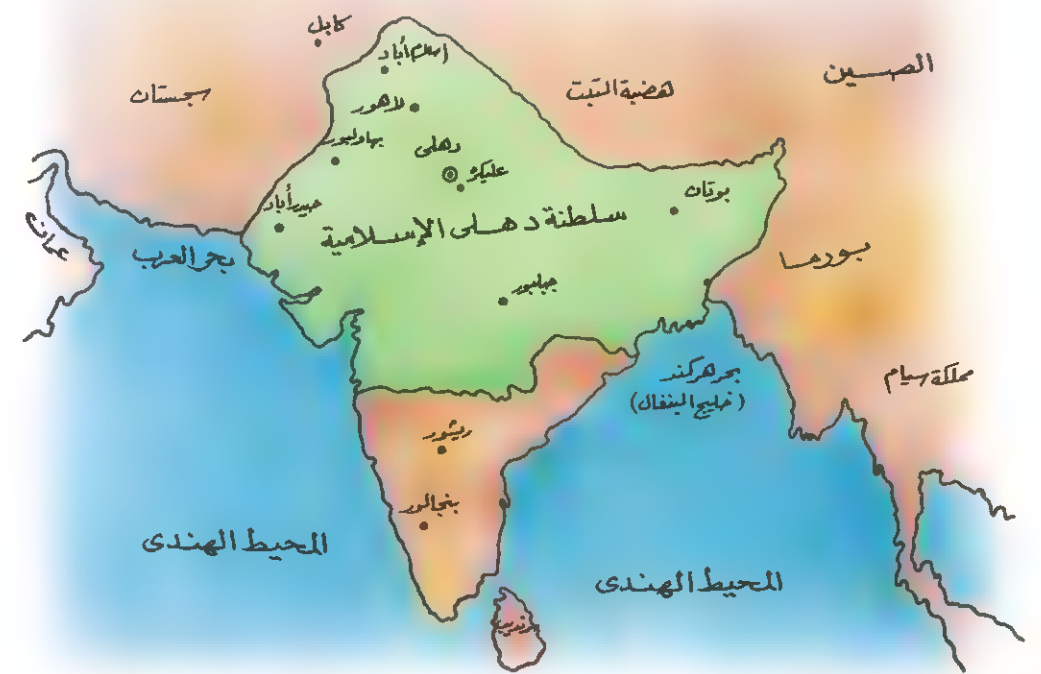 كابل
إسلام أباد
الصين
سجستان
هضبة التبت
لاهور
بهاولبور
دهلى
عليكرة
حيدرأباد
بوتان
سلطنة دهلى الإسلامية
عمان
بحر العرب
بورما
جبلبور
بحر هركند
(خليج البنغال)
مملكة سيام
ريشور
بنجالور
المحيط الهندى
المحيط الهندى
سرنديب